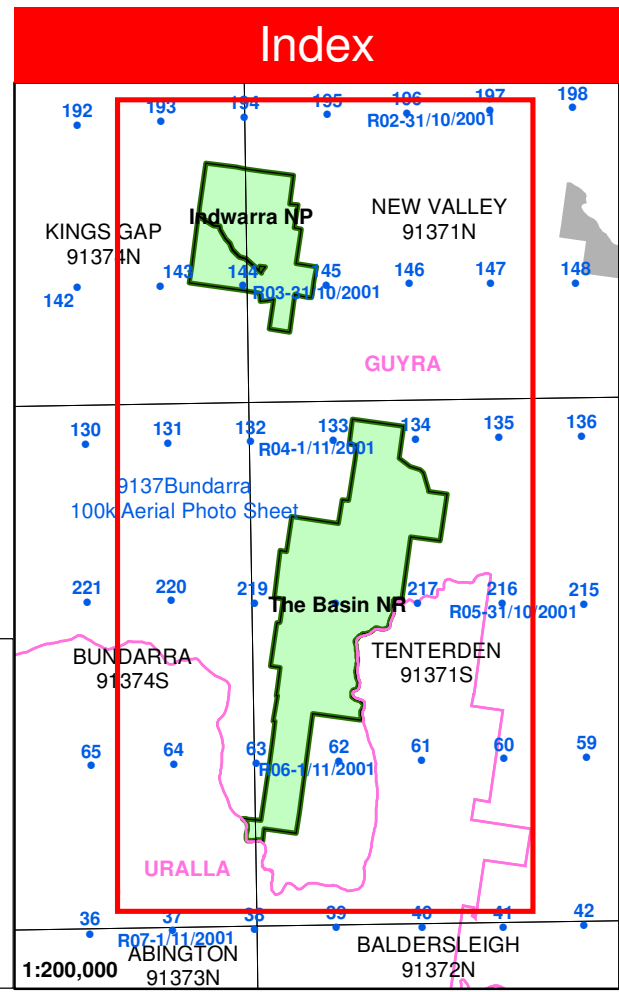 Index
192
193
194
195
196
197
198
R02-31/10/2001
Indwarra NP
NEW VALLEY
91371N
KINGS GAP
91374N
142
143
144
145
146
147
148
R03-31/10/2001
GUYRA
130
131
132
133
134
135
136
R04-1/11/2001
9137Bundarra
100k Aerial Photo Sheet
221
220
219
217
216
215
The Basin NR
R05-31/10/2001
BUNDARRA
91374S
TENTERDEN
91371S
65
64
63
62
61
60
59
R06-1/11/2001
URALLA
36
37
38
39
40
41
42
R07-1/11/2001
ABINGTON
91373N
BALDERSLEIGH
91372N
1:200,000